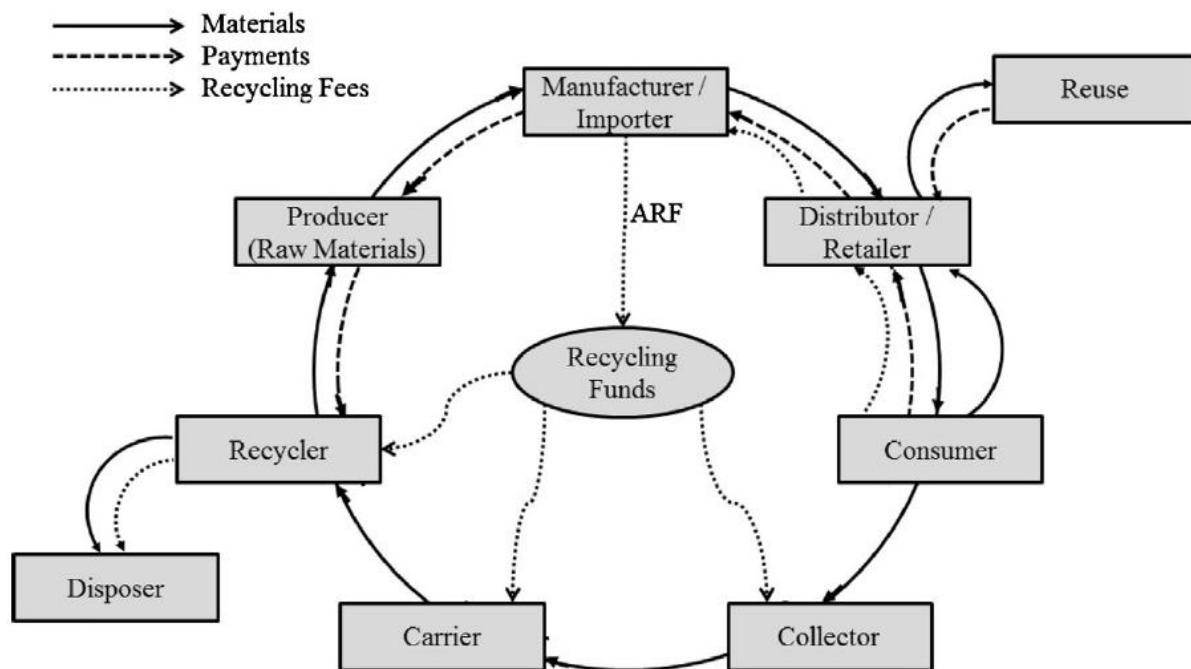 Materials
Payments
Recycling Fees
Manufacturer /
Importer
Reuse
Producer
(Raw Materials)
ARF
Distributor /
Retailer
Recycling
Funds
Recycler
Consumer
Disposer
Carrier
Collector